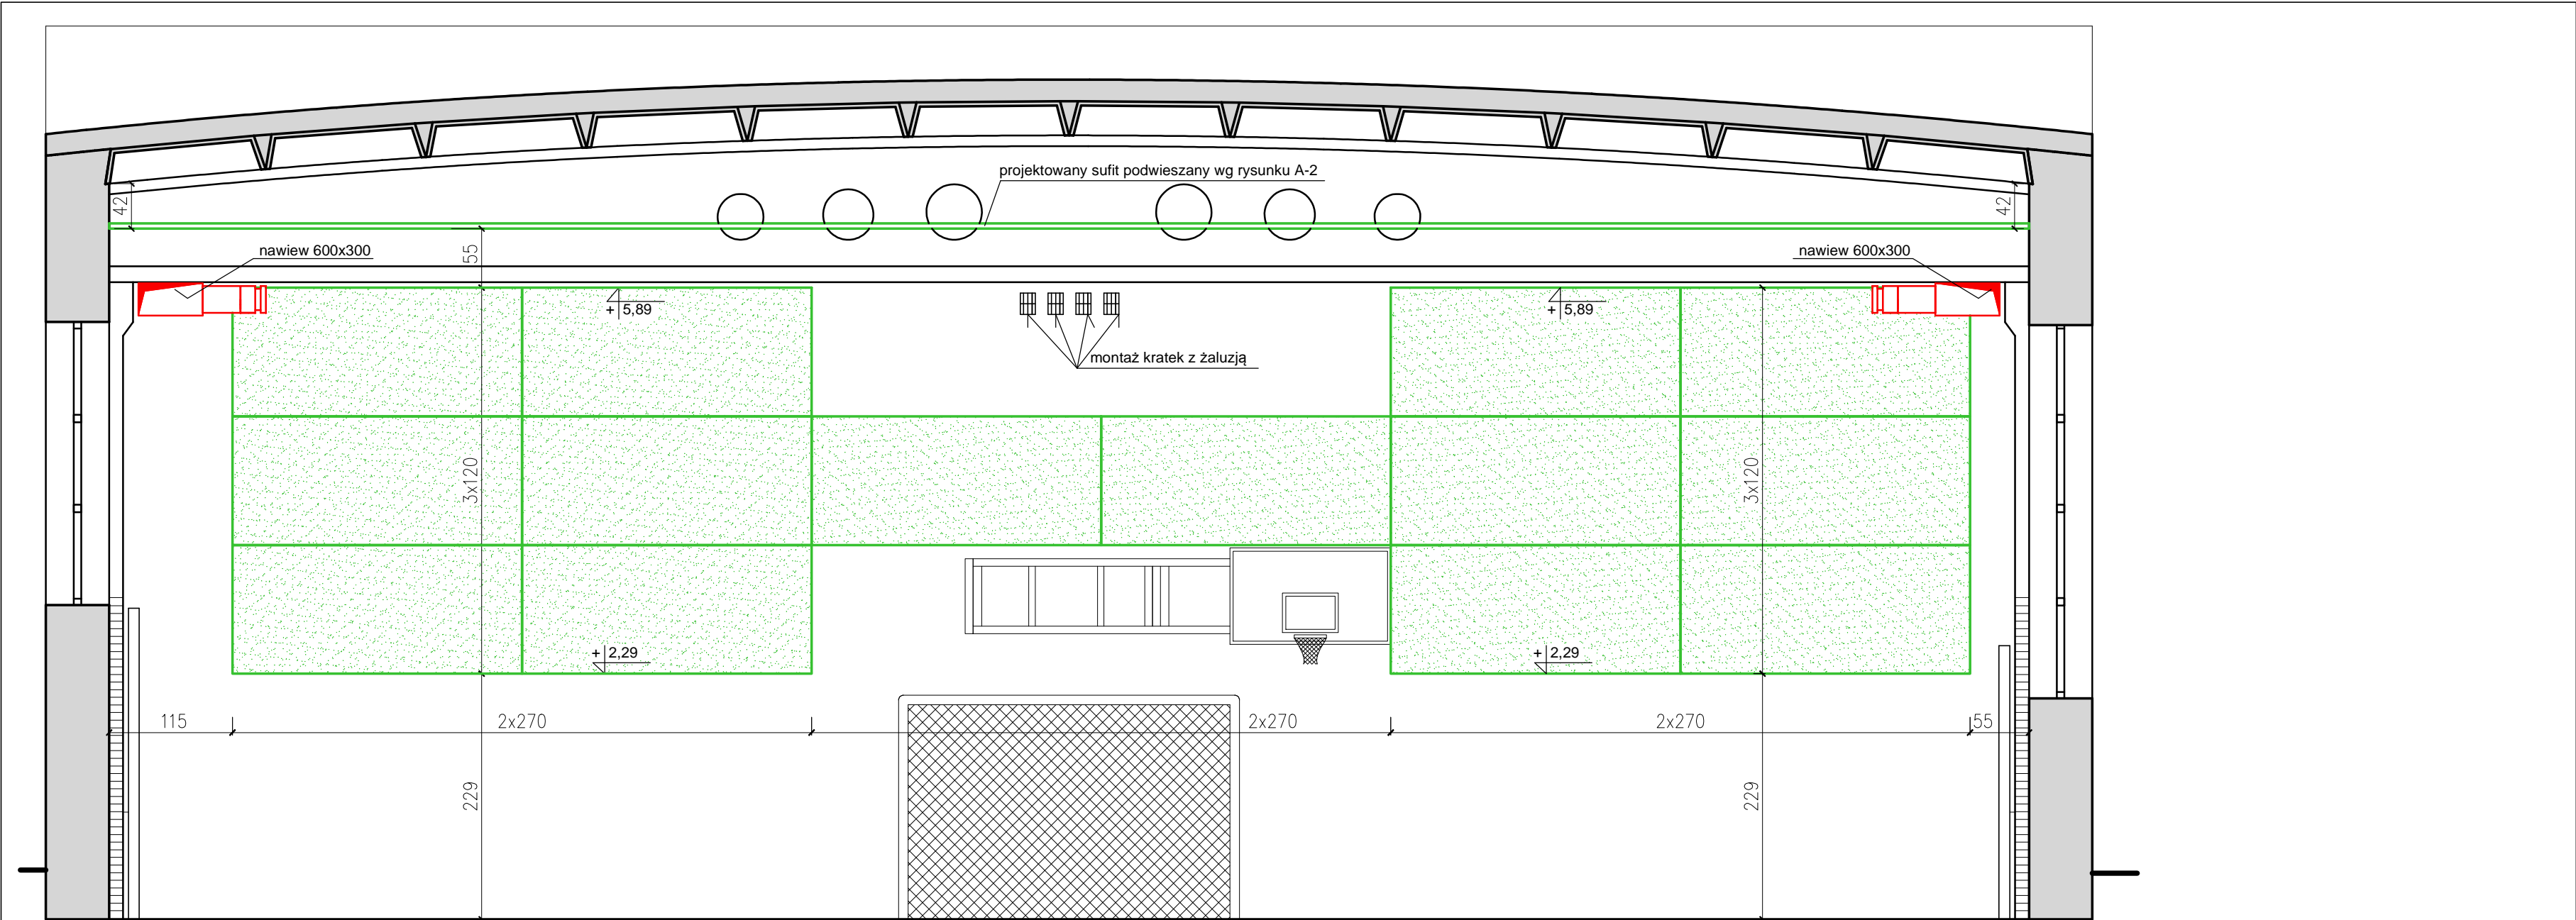 projektowany sufit podwieszany wg rysunku A-2
42
42
55
nawiew 600x300
nawiew 600x300
+ 5,89
+ 5,89
montaż kratek z żaluzją
3x120
3x120
+ 2,29
+ 2,29
115
2x270
2x270
2x270
55
229
229